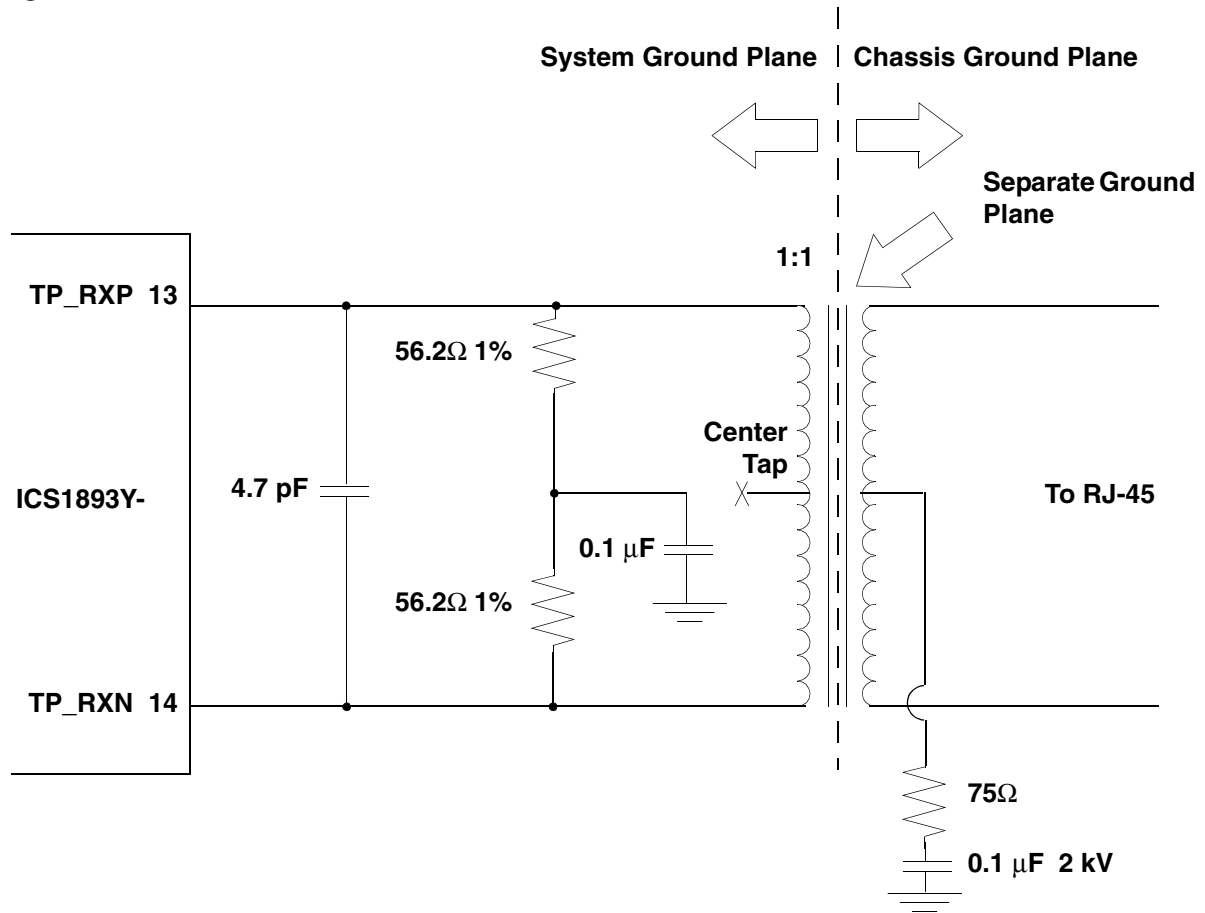 System Ground Plane
Chassis Ground Plane
Separate Ground
Plane
1:1
TP_RXP 13
56.2Ω 1%
Center
Tap
4.7 pF
ICS1893Y-
To RJ-45
0.1 μF
56.2Ω 1%
TP_RXN 14
75Ω
0.1 μF 2 kV